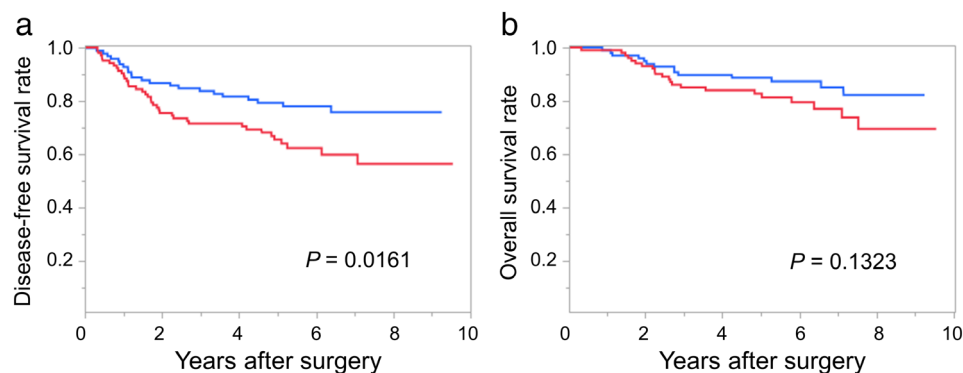 a
Disease-free survival rate
1.0
0.8
0.6
0.4
0.2
P = 0.0161
0 2 4 6 8 10
Years after surgery
b
Overall survival rate
1.0
0.8
0.6
0.4
0.2
P = 0.1323
0 2 4 6 8 10
Years after surgery